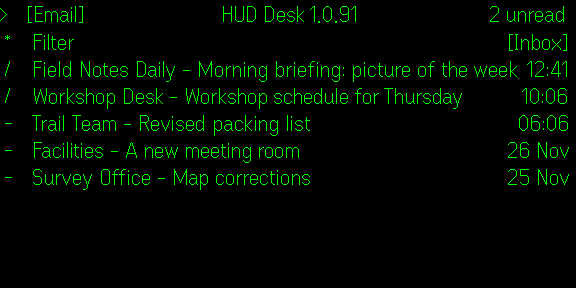 > [Email] HUD Desk 1.0.91 2 unread
* Filter [Inbox]
/ Field Notes Daily - Morning briefing: picture of the week 12:41
/ Workshop Desk - Workshop schedule for Thursday 10:06
- Trail Team - Revised packing list 06:06
- Facilities - A new meeting room 26 Nov
- Survey Office - Map corrections 25 Nov